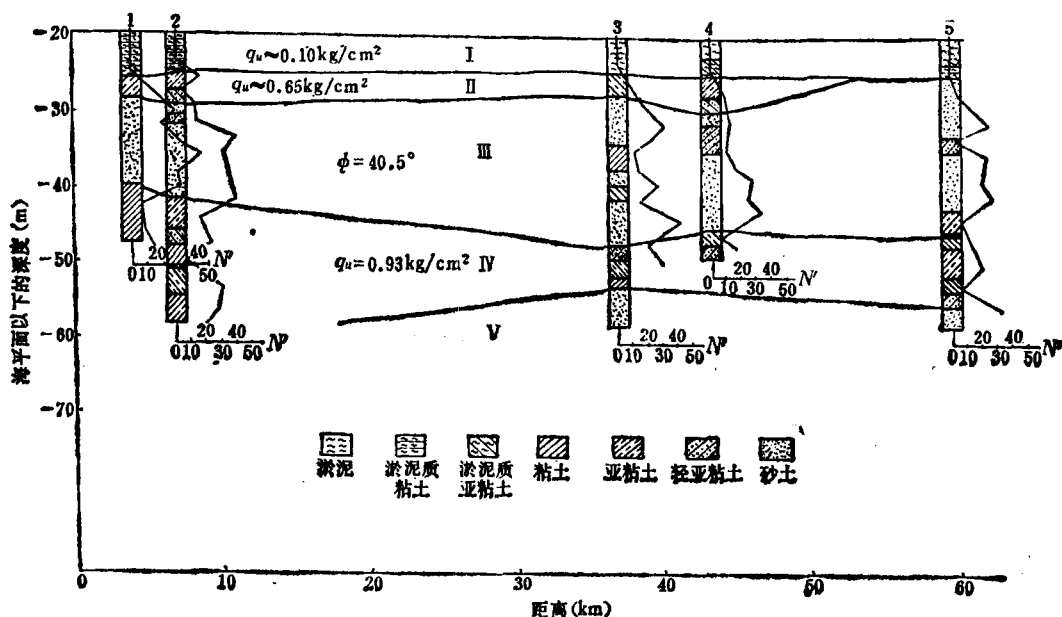 1 2 3 4 5
-20
qᵤ≈0.10kg/cm² I
qᵤ≈0.65kg/cm² II
-30
ϕ=40.5° III
-40
20 40 Nᵖ
0 10 50
qᵤ=0.93kg/cm² IV
-50
20 40 N′
0 10 30 50
V
-60
20 40 Nᵖ
0 10 30 50
20 40 Nᵖ
0 10 30 50
20 40 Nᵖ
0 10 30 50
-70
海平面以下的深度(m)
淤泥 淤泥质粘土 淤泥质亚粘土 粘土 亚粘土 轻亚粘土 砂土
0 10 20 30 40 50 60
距离(km)